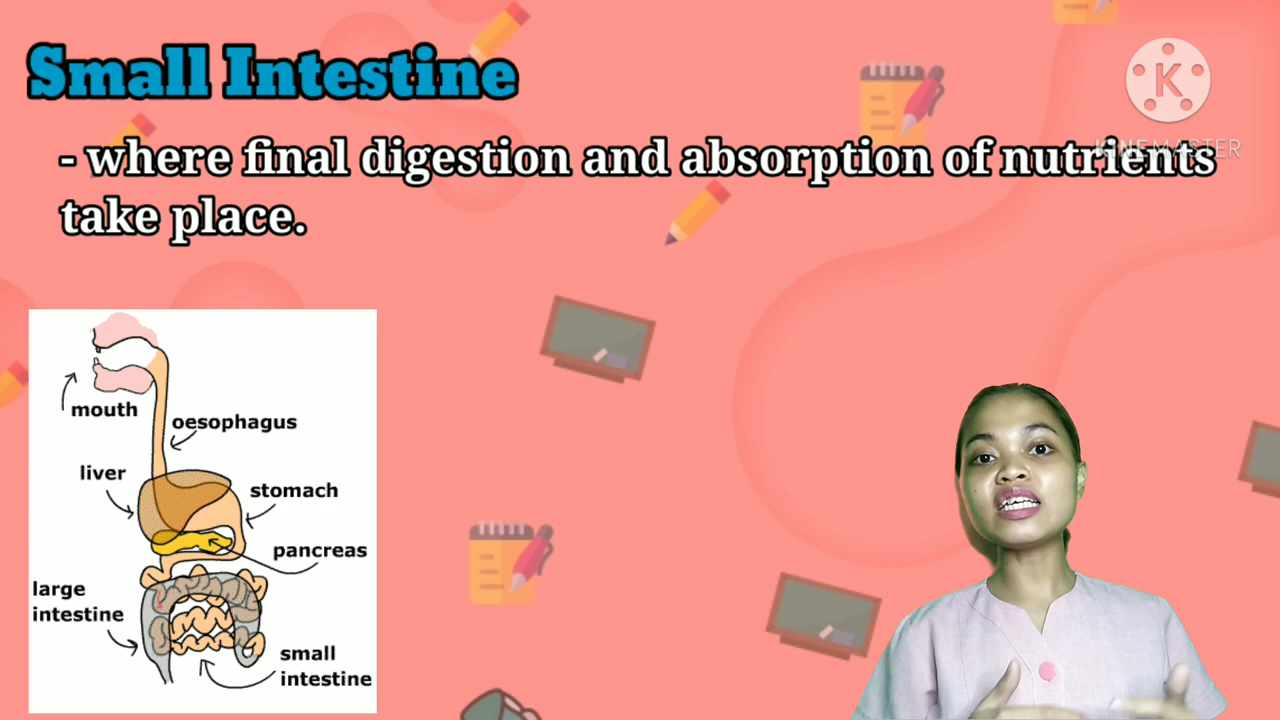 Small Intestine
K
KINEMASTER
- where final digestion and absorption of nutrients
take place.
mouth
oesophagus
liver
stomach
pancreas
large
intestine
small
intestine